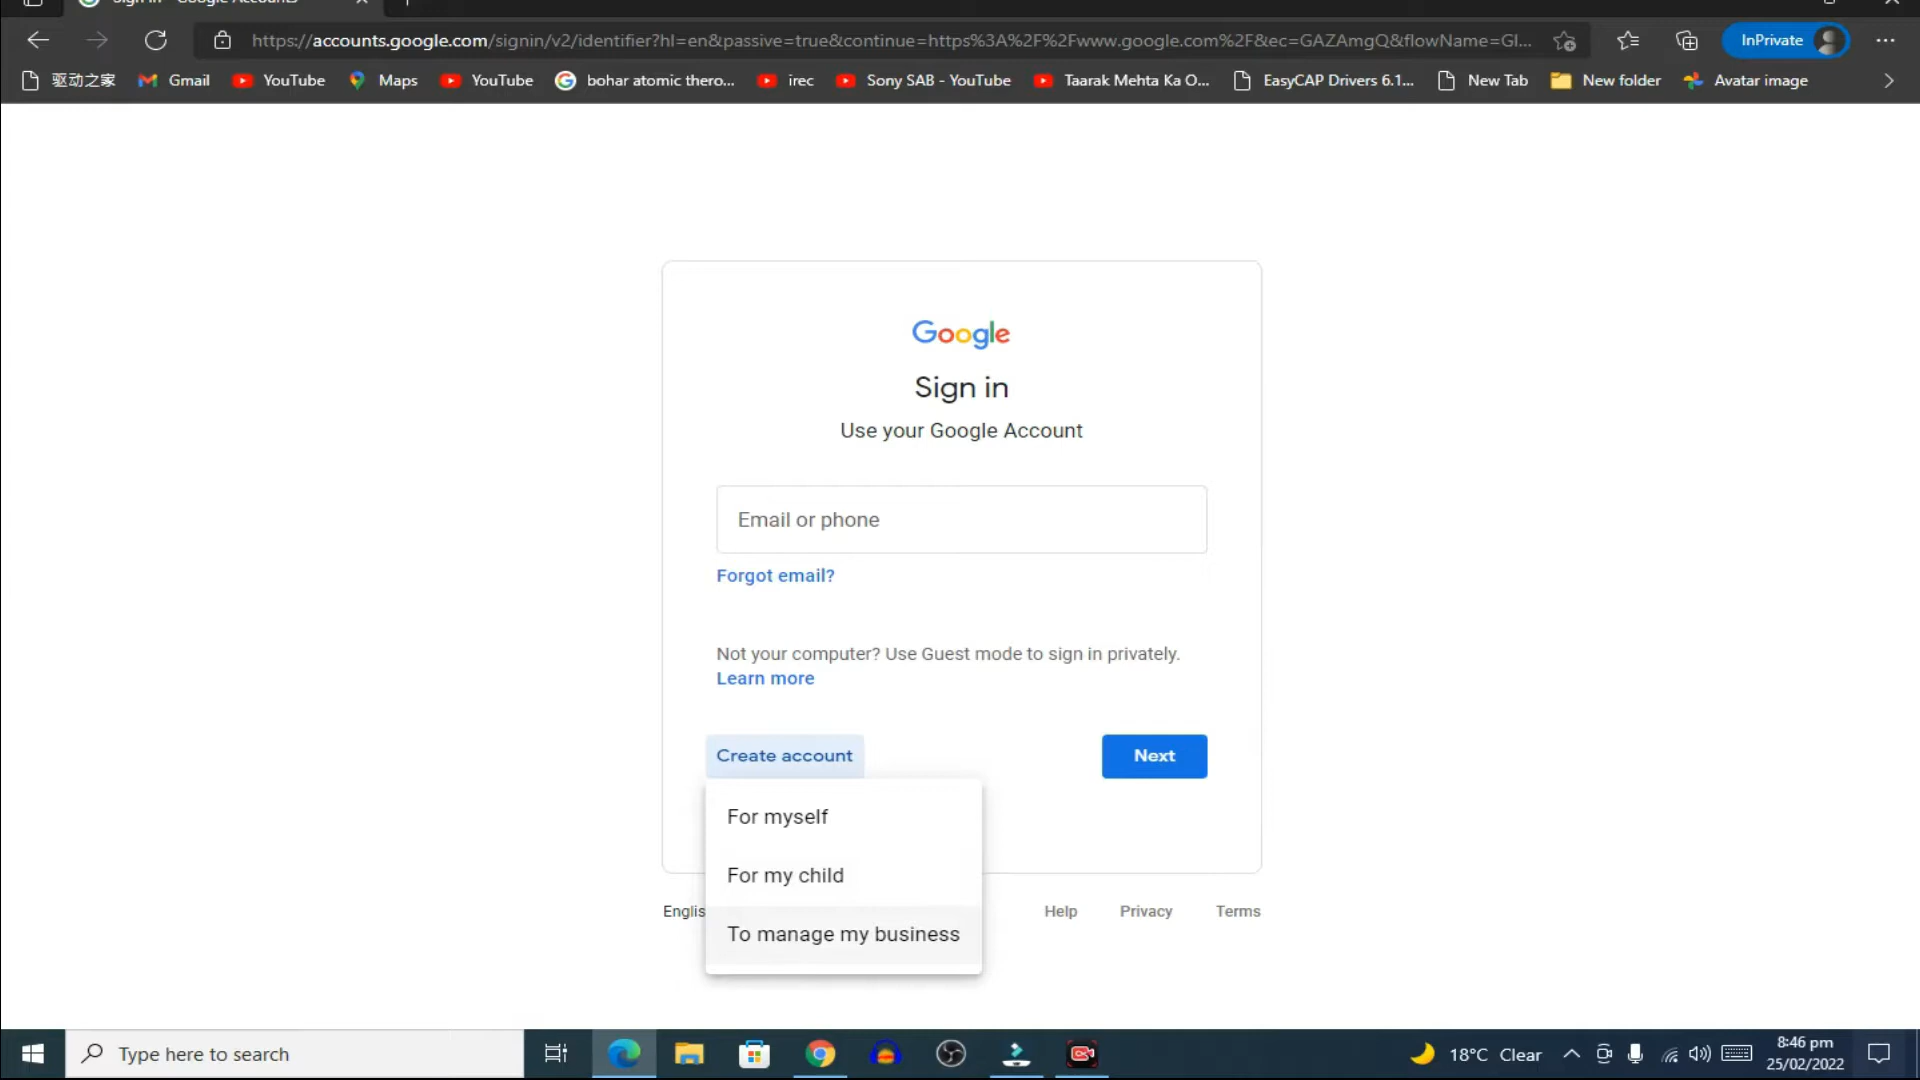 Sign in - Google Accounts
https://accounts.google.com/signin/v2/identifier?hl=en&passive=true&continue=https%3A%2F%2Fwww.google.com%2F&ec=GAZAmgQ&flowName=Gl...
InPrivate
驱动之家
Gmail
YouTube
Maps
YouTube
bohar atomic thero...
irec
Sony SAB - YouTube
Taarak Mehta Ka O...
EasyCAP Drivers 6.1...
New Tab
New folder
Avatar image
Google
Sign in
Use your Google Account
Email or phone
Forgot email?
Not your computer? Use Guest mode to sign in privately.
Learn more
Create account
Next
For myself
For my child
To manage my business
Englis
Help
Privacy
Terms
Type here to search
18°C Clear
8:46 pm
25/02/2022